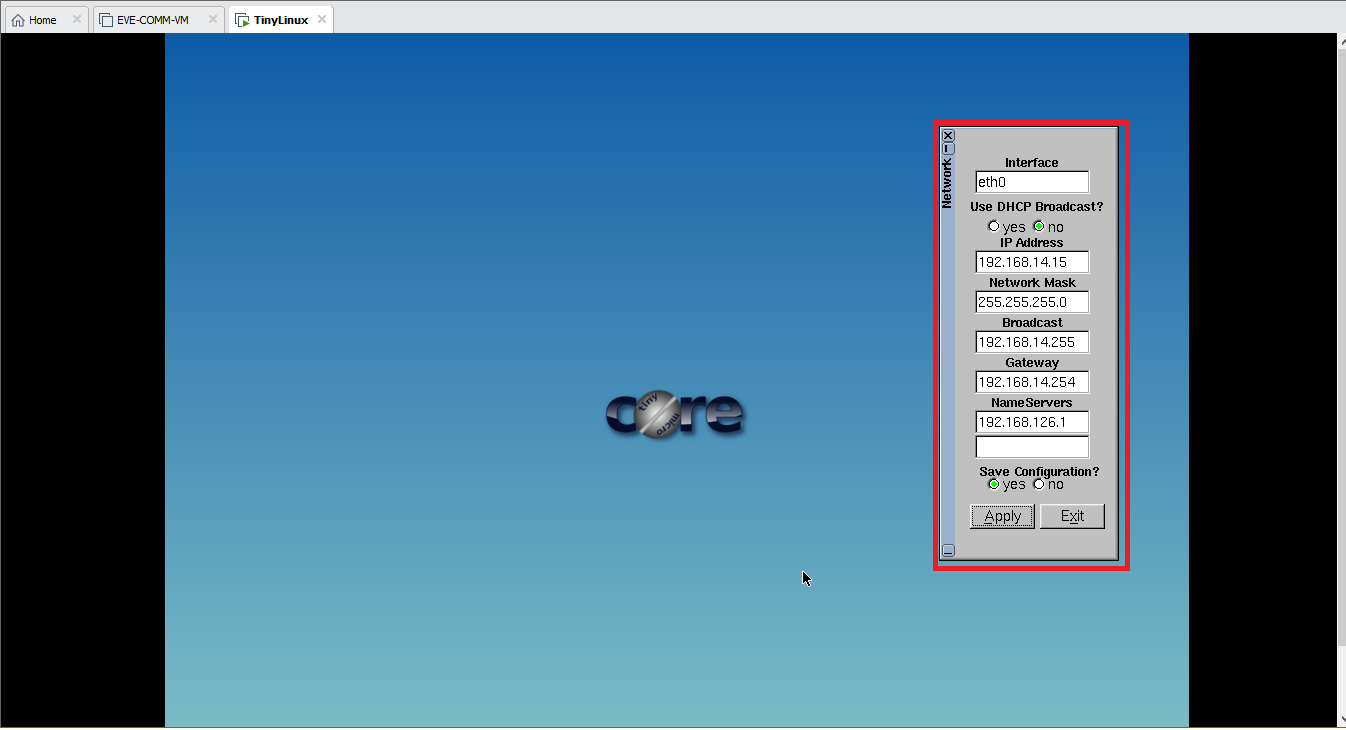 Home
EVE-COMM-VM
TinyLinux
Network
Interface
eth0
Use DHCP Broadcast?
yes no
IP Address
192.168.14.15
Network Mask
255.255.255.0
Broadcast
192.168.14.255
Gateway
192.168.14.254
NameServers
192.168.126.1
Save Configuration?
yes no
Apply Exit
core
tiny
micro